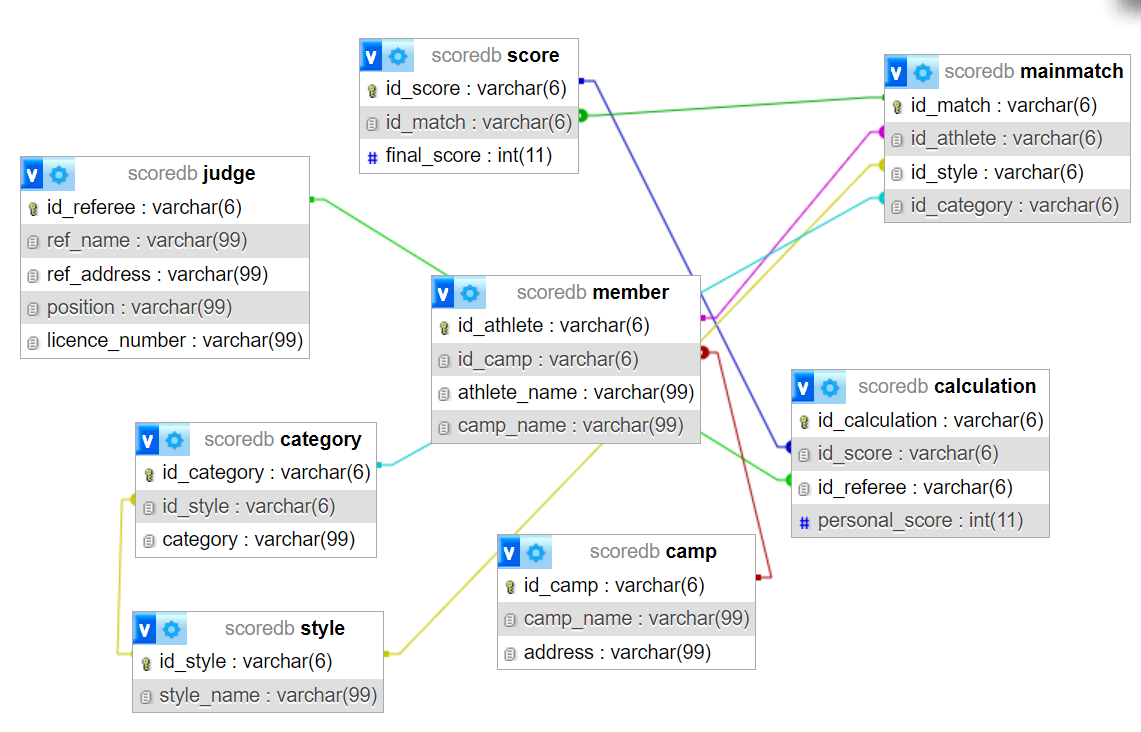 v scoredb score
id_score : varchar(6)
id_match : varchar(6)
# final_score : int(11)
v scoredb mainmatch
id_match : varchar(6)
id_athlete : varchar(6)
id_style : varchar(6)
id_category : varchar(6)
v scoredb judge
id_referee : varchar(6)
ref_name : varchar(99)
ref_address : varchar(99)
position : varchar(99)
licence_number : varchar(99)
v scoredb member
id_athlete : varchar(6)
id_camp : varchar(6)
athlete_name : varchar(99)
camp_name : varchar(99)
v scoredb calculation
id_calculation : varchar(6)
id_score : varchar(6)
id_referee : varchar(6)
# personal_score : int(11)
v scoredb category
id_category : varchar(6)
id_style : varchar(6)
category : varchar(99)
v scoredb camp
id_camp : varchar(6)
camp_name : varchar(99)
address : varchar(99)
v scoredb style
id_style : varchar(6)
style_name : varchar(99)